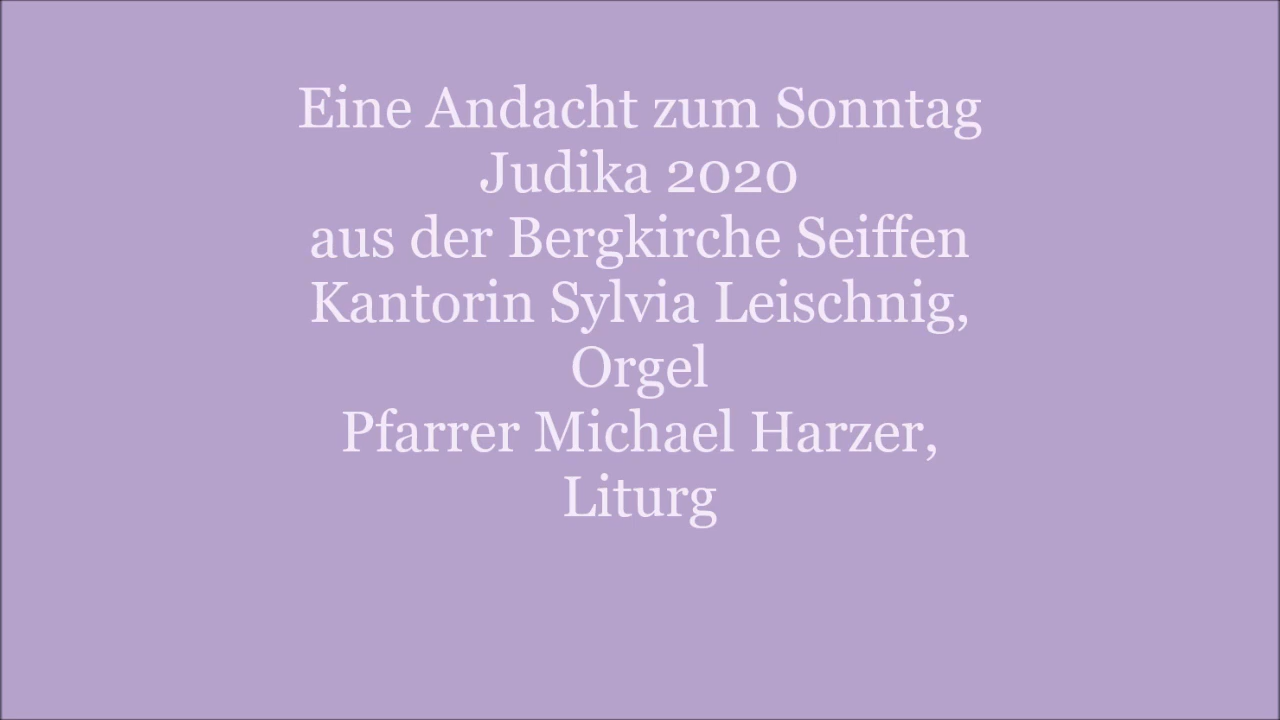 Eine Andacht zum Sonntag
Judika 2020
aus der Bergkirche Seiffen
Kantorin Sylvia Leischnig,
Orgel
Pfarrer Michael Harzer,
Liturg